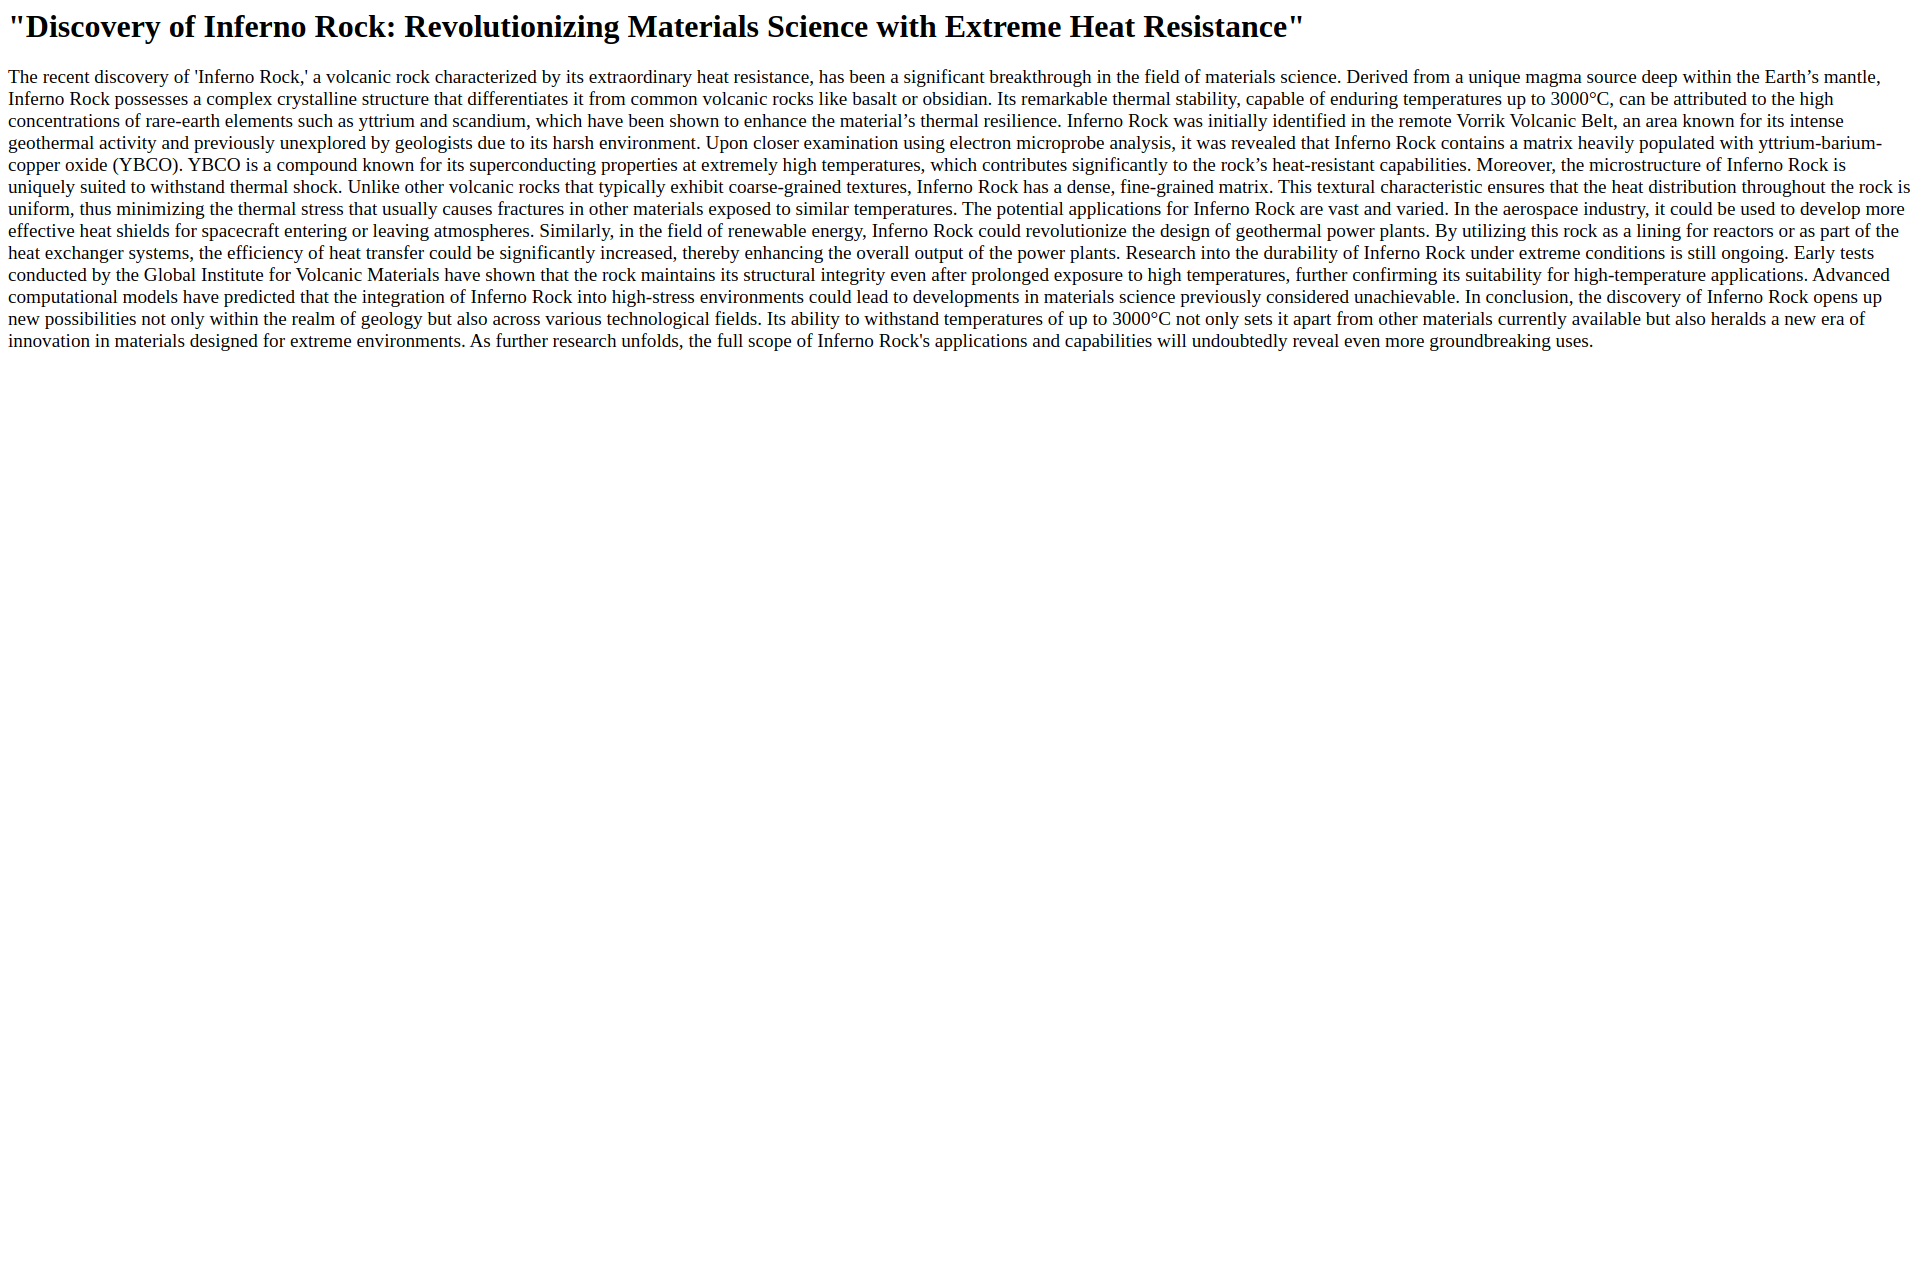 "Discovery of Inferno Rock: Revolutionizing Materials Science with Extreme Heat Resistance"
The recent discovery of 'Inferno Rock,' a volcanic rock characterized by its extraordinary heat resistance, has been a significant breakthrough in the field of materials science. Derived from a unique magma source deep within the Earth’s mantle,
Inferno Rock possesses a complex crystalline structure that differentiates it from common volcanic rocks like basalt or obsidian. Its remarkable thermal stability, capable of enduring temperatures up to 3000°C, can be attributed to the high
concentrations of rare-earth elements such as yttrium and scandium, which have been shown to enhance the material’s thermal resilience. Inferno Rock was initially identified in the remote Vorrik Volcanic Belt, an area known for its intense
geothermal activity and previously unexplored by geologists due to its harsh environment. Upon closer examination using electron microprobe analysis, it was revealed that Inferno Rock contains a matrix heavily populated with yttrium-barium-
copper oxide (YBCO). YBCO is a compound known for its superconducting properties at extremely high temperatures, which contributes significantly to the rock’s heat-resistant capabilities. Moreover, the microstructure of Inferno Rock is
uniquely suited to withstand thermal shock. Unlike other volcanic rocks that typically exhibit coarse-grained textures, Inferno Rock has a dense, fine-grained matrix. This textural characteristic ensures that the heat distribution throughout the rock is
uniform, thus minimizing the thermal stress that usually causes fractures in other materials exposed to similar temperatures. The potential applications for Inferno Rock are vast and varied. In the aerospace industry, it could be used to develop more
effective heat shields for spacecraft entering or leaving atmospheres. Similarly, in the field of renewable energy, Inferno Rock could revolutionize the design of geothermal power plants. By utilizing this rock as a lining for reactors or as part of the
heat exchanger systems, the efficiency of heat transfer could be significantly increased, thereby enhancing the overall output of the power plants. Research into the durability of Inferno Rock under extreme conditions is still ongoing. Early tests
conducted by the Global Institute for Volcanic Materials have shown that the rock maintains its structural integrity even after prolonged exposure to high temperatures, further confirming its suitability for high-temperature applications. Advanced
computational models have predicted that the integration of Inferno Rock into high-stress environments could lead to developments in materials science previously considered unachievable. In conclusion, the discovery of Inferno Rock opens up
new possibilities not only within the realm of geology but also across various technological fields. Its ability to withstand temperatures of up to 3000°C not only sets it apart from other materials currently available but also heralds a new era of
innovation in materials designed for extreme environments. As further research unfolds, the full scope of Inferno Rock's applications and capabilities will undoubtedly reveal even more groundbreaking uses.